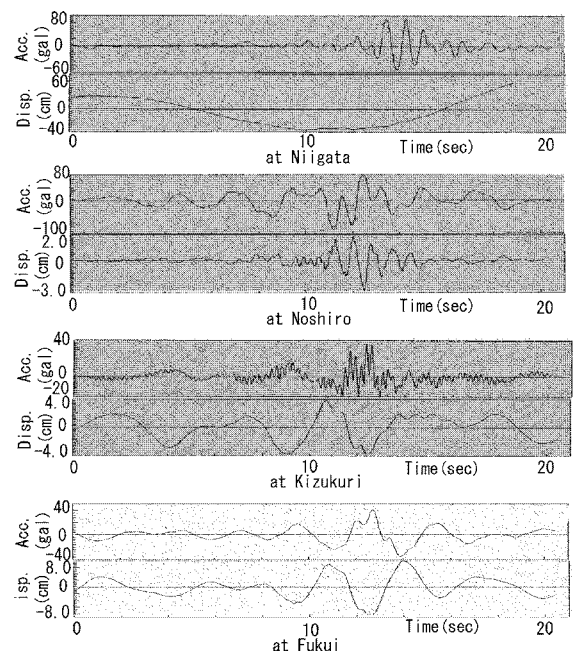 80
0
-60
Acc. (gal)
60
0
-40
Disp. (cm)
0 10 20
Time(sec)
at Niigata
80
0
-100
Acc. (gal)
2.0
0
-3.0
Disp. (cm)
0 10 20
Time(sec)
at Noshiro
40
0
-20
Acc. (gal)
4.0
0
-4.0
Disp. (cm)
0 10 20
Time(sec)
at Kizukuri
40
0
-40
Acc. (gal)
8.0
0
-8.0
isp. (cm)
0 10 20
Time(sec)
at Fukui